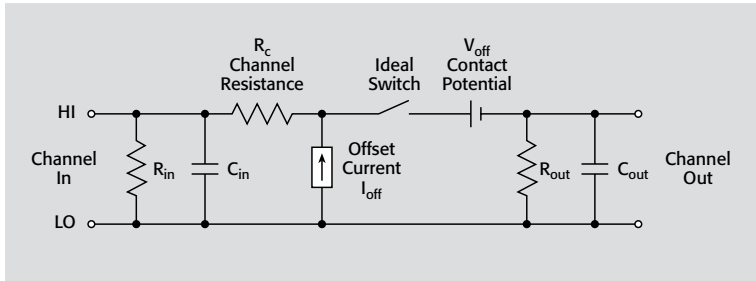 R_c
Channel
Resistance
Ideal
Switch
V_off
Contact
Potential
HI
Channel
In
R_in
C_in
Offset
Current
I_off
R_out
C_out
Channel
Out
LO